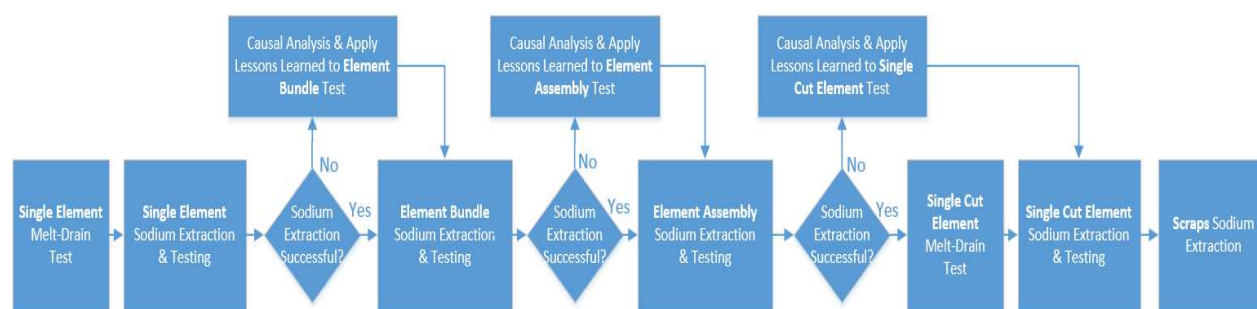 Causal Analysis & Apply
Lessons Learned to Element
Bundle Test
Causal Analysis & Apply
Lessons Learned to Element
Assembly Test
Causal Analysis & Apply
Lessons Learned to Single
Cut Element Test
No
No
No
Single Element
Melt-Drain
Test
Single Element
Sodium Extraction
& Testing
Sodium
Extraction
Successful?
Yes
Element Bundle
Sodium Extraction
& Testing
Sodium
Extraction
Successful?
Yes
Element Assembly
Sodium Extraction
& Testing
Sodium
Extraction
Successful?
Yes
Single Cut
Element
Melt-Drain
Test
Single Cut Element
Sodium Extraction
& Testing
Scraps Sodium
Extraction